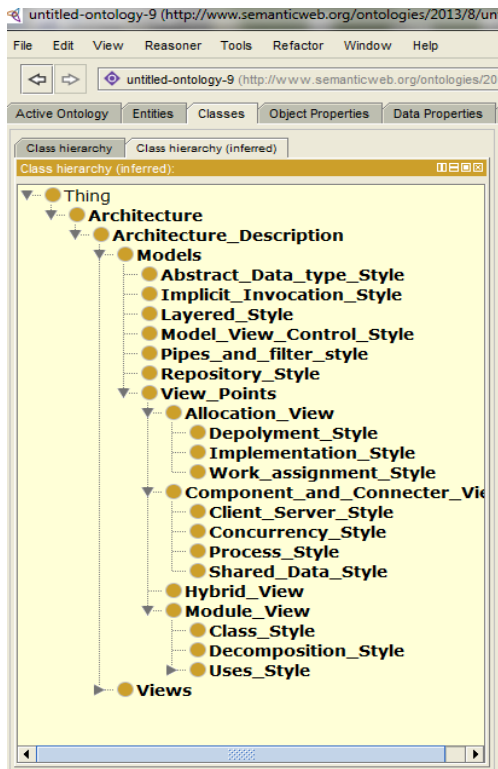 untitled-ontology-9 (http://www.semanticweb.org/ontologies/2013/8/un
File Edit View Reasoner Tools Refactor Window Help
untitled-ontology-9 (http://www.semanticweb.org/ontologies/20
Active Ontology Entities Classes Object Properties Data Properties
Class hierarchy Class hierarchy (inferred)
Class hierarchy (inferred):
Thing
Architecture
Architecture_Description
Models
Abstract_Data_type_Style
Implicit_Invocation_Style
Layered_Style
Model_View_Control_Style
Pipes_and_filter_style
Repository_Style
View_Points
Allocation_View
Depolyment_Style
Implementation_Style
Work_assignment_Style
Component_and_Connecter_Vie
Client_Server_Style
Concurrency_Style
Process_Style
Shared_Data_Style
Hybrid_View
Module_View
Class_Style
Decomposition_Style
Uses_Style
Views